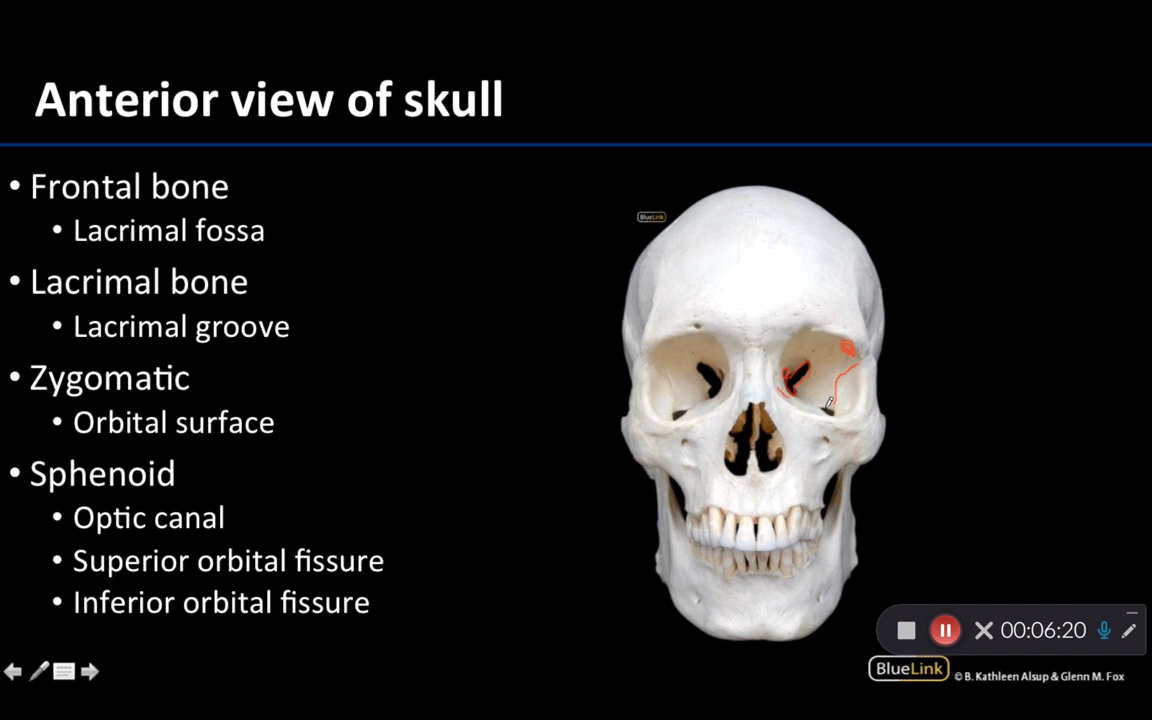 Anterior view of skull
• Frontal bone
• Lacrimal fossa
• Lacrimal bone
• Lacrimal groove
• Zygomatic
• Orbital surface
• Sphenoid
• Optic canal
• Superior orbital fissure
• Inferior orbital fissure
BlueLink
00:06:20
BlueLink © B. Kathleen Alsup & Glenn M. Fox